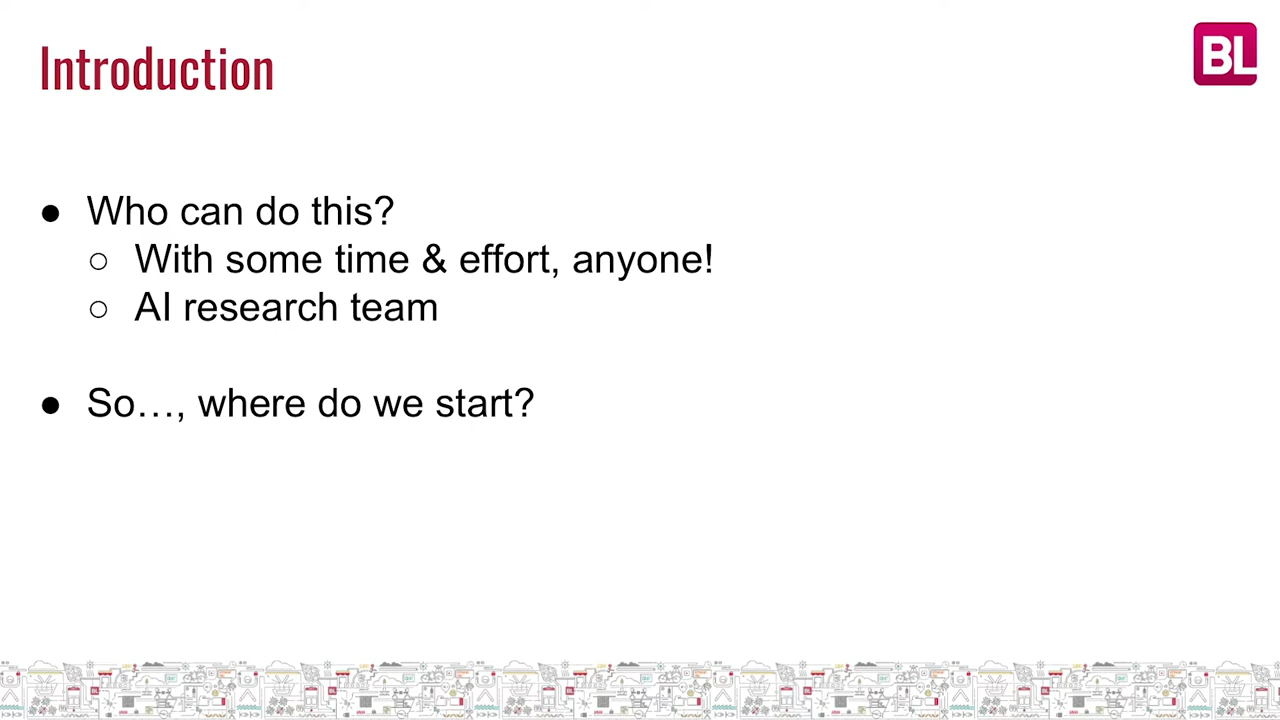 Introduction
BL
● Who can do this?
○ With some time & effort, anyone!
○ AI research team
● So…, where do we start?